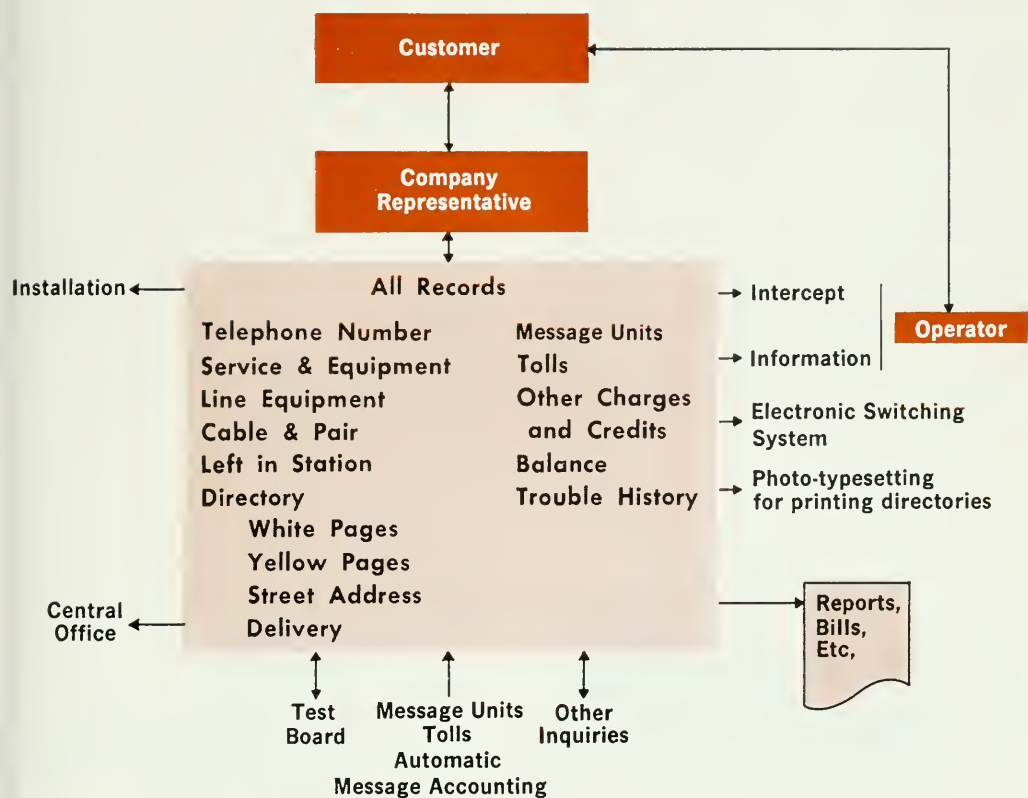 Customer
Company
Representative
All Records
Installation
Telephone Number
Service & Equipment
Line Equipment
Cable & Pair
Left in Station
Directory
White Pages
Yellow Pages
Street Address
Delivery
Message Units
Tolls
Other Charges
and Credits
Balance
Trouble History
Intercept
Information
Operator
Electronic Switching
System
Photo-typesetting
for printing directories
Central
Office
Reports,
Bills,
Etc,
Test
Board
Message Units
Tolls
Automatic
Message Accounting
Other
Inquiries